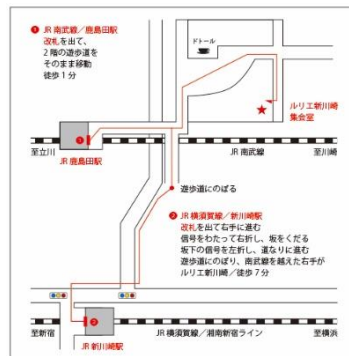 ❶ JR 南武線／鹿島田駅
改札を出て、
2階の遊歩道を
そのまま移動
徒歩1分
ドトール
ルリエ新川崎
集会室
❶
至立川
JR 南武線
至川崎
JR 鹿島田駅
遊歩道にのぼる
❷ JR 横須賀線／新川崎駅
改札を出て右手に進む
信号をわたって右折し、坂をくだる
坂下の信号を左折し、道なりに進む
遊歩道にのぼり、南武線を越えた右手が
ルリエ新川崎／徒歩7分
❷
至新宿
JR 横須賀線／湘南新宿ライン
至横浜
JR 新川崎駅